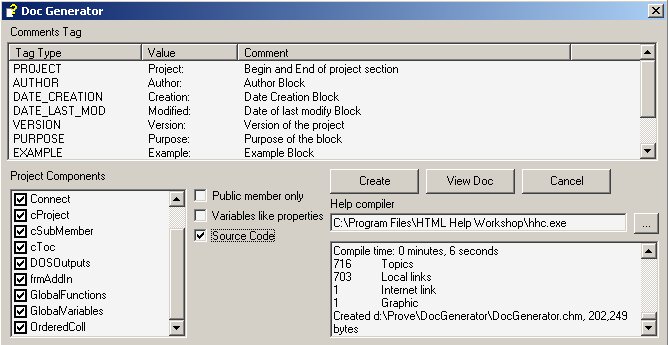 Doc Generator
Comments Tag
Tag Type Value Comment
PROJECT Project: Begin and End of project section
AUTHOR Author: Author Block
DATE_CREATION Creation: Date Creation Block
DATE_LAST_MOD Modified: Date of last modify Block
VERSION Version: Version of the project
PURPOSE Purpose: Purpose of the block
EXAMPLE Example: Example Block
Project Components
Connect
cProject
cSubMember
cToc
DOSOutputs
frmAddIn
GlobalFunctions
GlobalVariables
OrderedColl
Public member only
Variables like properties
Source Code
Create View Doc Cancel
Help compiler
C:\Program Files\HTML Help Workshop\hhc.exe ...
Compile time: 0 minutes, 6 seconds
716 Topics
703 Local links
1 Internet link
1 Graphic
Created d:\Prove\DocGenerator\DocGenerator.chm, 202,249
bytes